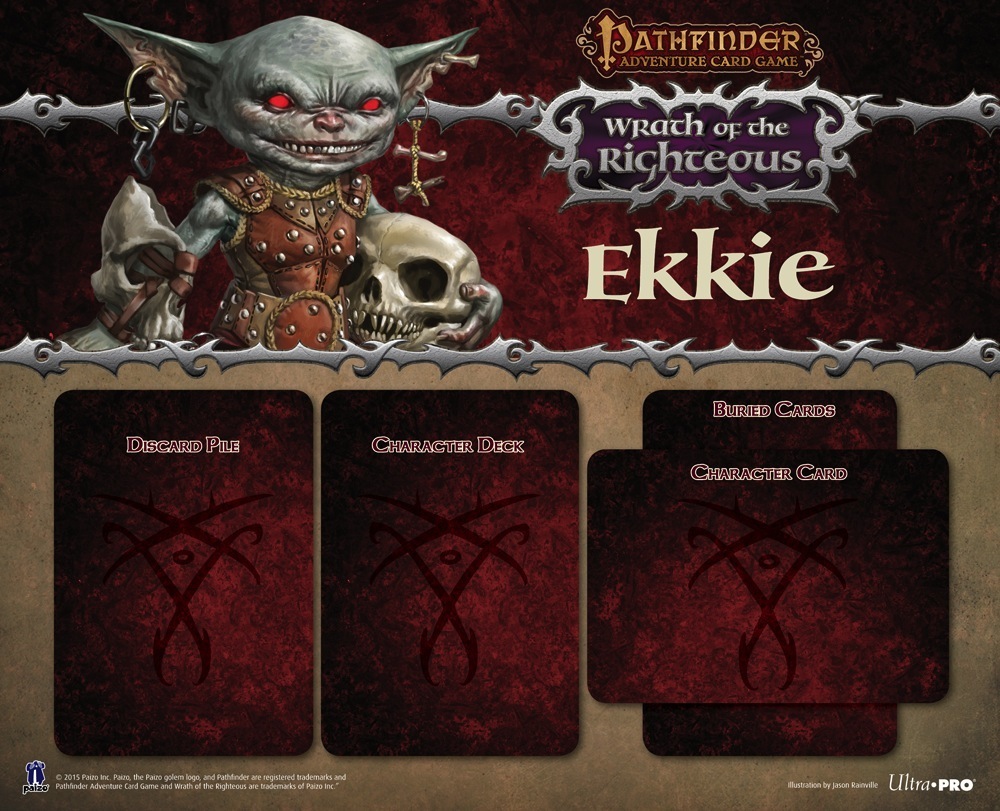 PATHFINDER
ADVENTURE CARD GAME
WRATH OF THE
RIGHTEOUS
Ekkie
DISCARD PILE
CHARACTER DECK
BURIED CARDS
CHARACTER CARD
paizo
© 2015 Paizo Inc. Paizo, the Paizo golem logo, and Pathfinder are registered trademarks and
Pathfinder Adventure Card Game and Wrath of the Righteous are trademarks of Paizo Inc."
Illustration by Jason Rainville
Ultra•PRO®